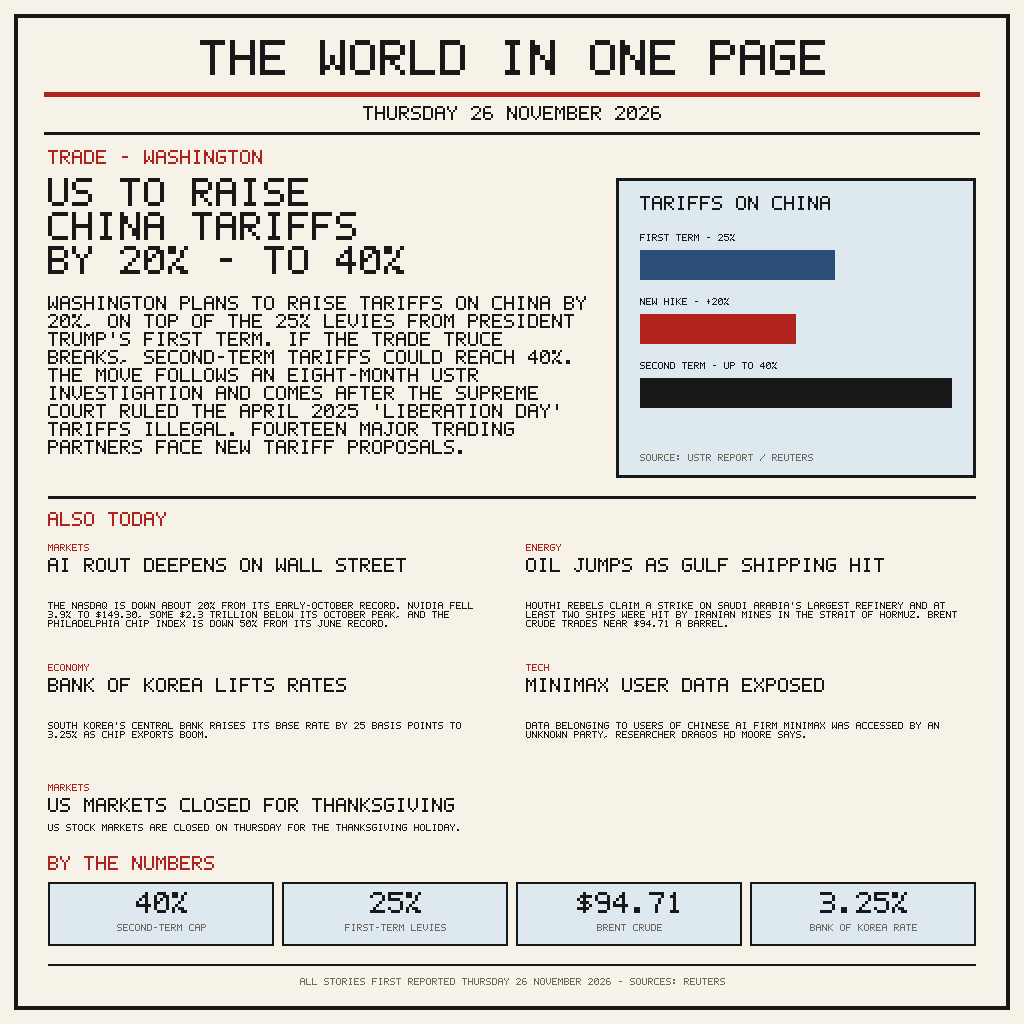 THE WORLD IN ONE PAGE
THURSDAY 26 NOVEMBER 2026
TRADE - WASHINGTON
US TO RAISE
CHINA TARIFFS
BY 20% - TO 40%
WASHINGTON PLANS TO RAISE TARIFFS ON CHINA BY
20%, ON TOP OF THE 25% LEVIES FROM PRESIDENT
TRUMP'S FIRST TERM. IF THE TRADE TRUCE
BREAKS, SECOND-TERM TARIFFS COULD REACH 40%.
THE MOVE FOLLOWS AN EIGHT-MONTH USTR
INVESTIGATION AND COMES AFTER THE SUPREME
COURT RULED THE APRIL 2025 'LIBERATION DAY'
TARIFFS ILLEGAL. FOURTEEN MAJOR TRADING
PARTNERS FACE NEW TARIFF PROPOSALS.
TARIFFS ON CHINA
FIRST TERM - 25%
NEW HIKE - +20%
SECOND TERM - UP TO 40%
SOURCE: USTR REPORT / REUTERS
ALSO TODAY
MARKETS
AI ROUT DEEPENS ON WALL STREET
THE NASDAQ IS DOWN ABOUT 20% FROM ITS EARLY-OCTOBER RECORD. NVIDIA FELL
3.9% TO $149.30. SOME $2.3 TRILLION BELOW ITS OCTOBER PEAK, AND THE
PHILADELPHIA CHIP INDEX IS DOWN 50% FROM ITS JUNE RECORD.
ENERGY
OIL JUMPS AS GULF SHIPPING HIT
HOUTHI REBELS CLAIM A STRIKE ON SAUDI ARABIA'S LARGEST REFINERY AND AT
LEAST TWO SHIPS WERE HIT BY IRANIAN MINES IN THE STRAIT OF HORMUZ. BRENT
CRUDE TRADES NEAR $94.71 A BARREL.
ECONOMY
BANK OF KOREA LIFTS RATES
SOUTH KOREA'S CENTRAL BANK RAISES ITS BASE RATE BY 25 BASIS POINTS TO
3.25% AS CHIP EXPORTS BOOM.
TECH
MINIMAX USER DATA EXPOSED
DATA BELONGING TO USERS OF CHINESE AI FIRM MINIMAX WAS ACCESSED BY AN
UNKNOWN PARTY, RESEARCHER DRAGOS HD MOORE SAYS.
MARKETS
US MARKETS CLOSED FOR THANKSGIVING
US STOCK MARKETS ARE CLOSED ON THURSDAY FOR THE THANKSGIVING HOLIDAY.
BY THE NUMBERS
40%
SECOND-TERM CAP
25%
FIRST-TERM LEVIES
$94.71
BRENT CRUDE
3.25%
BANK OF KOREA RATE
ALL STORIES FIRST REPORTED THURSDAY 26 NOVEMBER 2026 - SOURCES: REUTERS